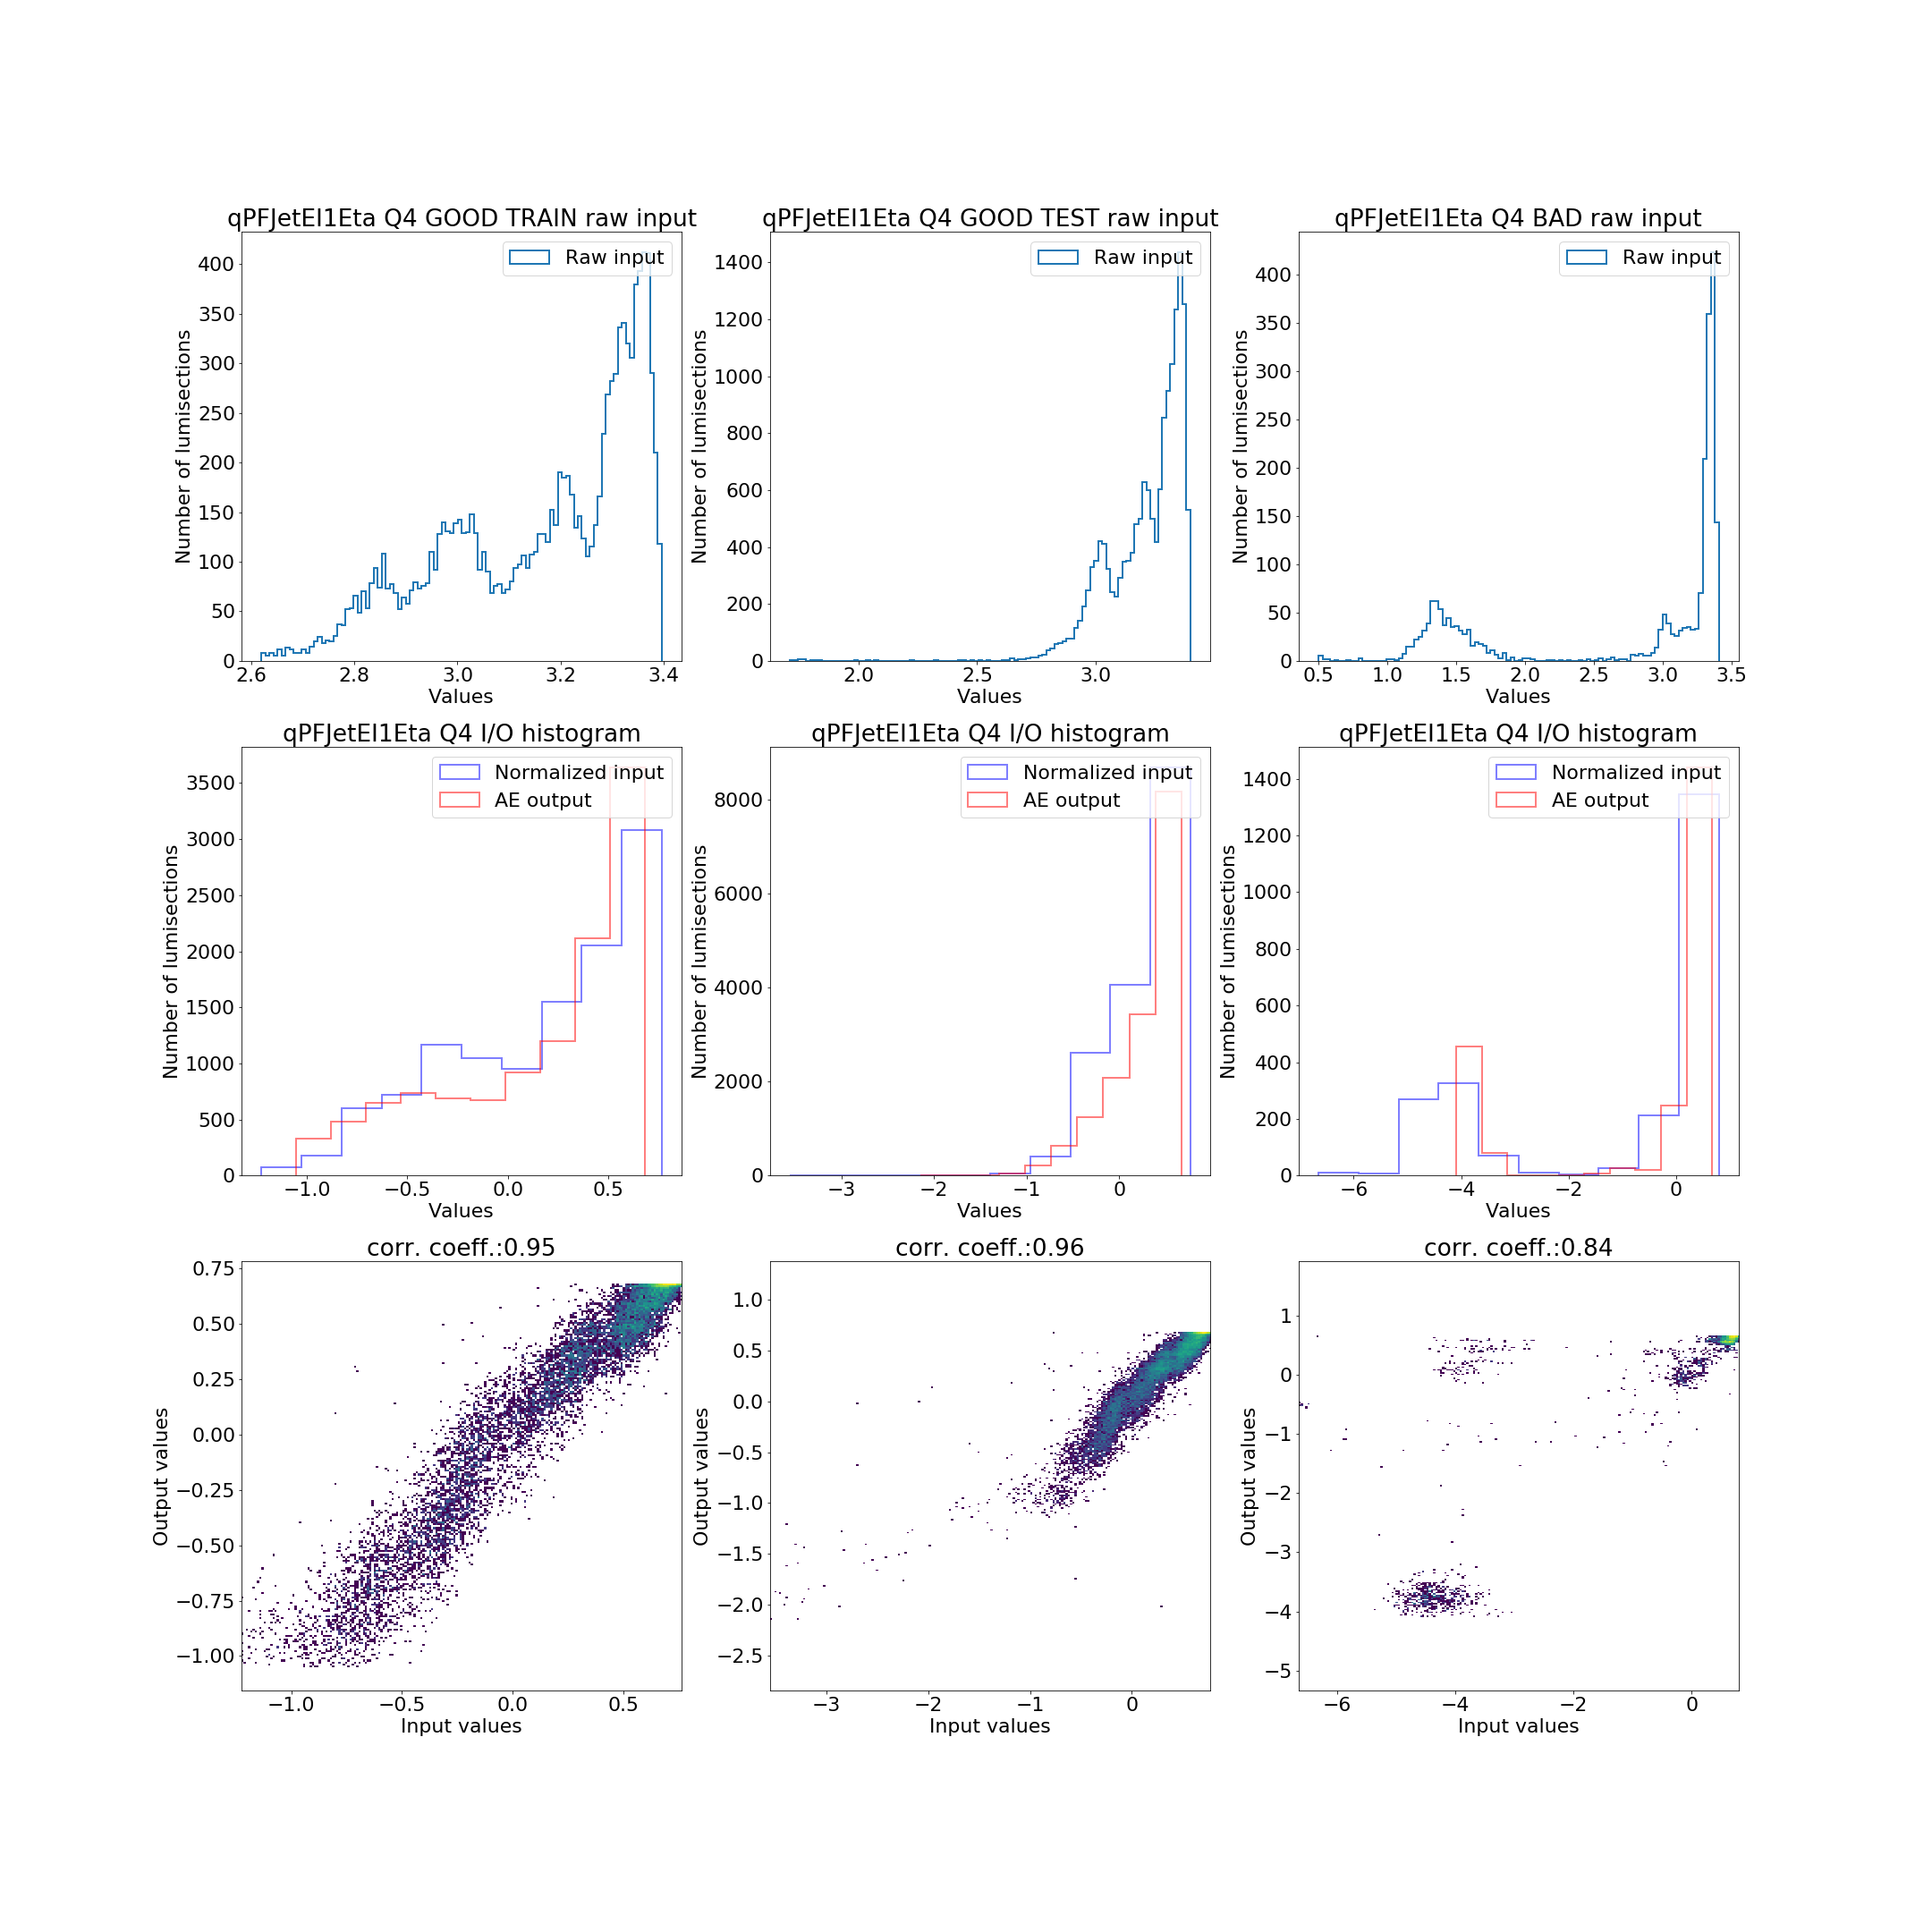 qPFJetEI1Eta Q4 GOOD TRAIN raw input
Raw input
400
350
300
250
200
150
100
50
0
2.6 2.8 3.0 3.2 3.4
Number of lumisections
Values
qPFJetEI1Eta Q4 GOOD TEST raw input
Raw input
1400
1200
1000
800
600
400
200
0
2.0 2.5 3.0
Number of lumisections
Values
qPFJetEI1Eta Q4 BAD raw input
Raw input
400
350
300
250
200
150
100
50
0
0.5 1.0 1.5 2.0 2.5 3.0 3.5
Number of lumisections
Values
qPFJetEI1Eta Q4 I/O histogram
Normalized input
AE output
3500
3000
2500
2000
1500
1000
500
0
−1.0 −0.5 0.0 0.5
Number of lumisections
Values
qPFJetEI1Eta Q4 I/O histogram
Normalized input
AE output
8000
6000
4000
2000
0
−3 −2 −1 0
Number of lumisections
Values
qPFJetEI1Eta Q4 I/O histogram
Normalized input
AE output
1400
1200
1000
800
600
400
200
0
−6 −4 −2 0
Number of lumisections
Values
corr. coeff.:0.95
0.75
0.50
0.25
0.00
−0.25
−0.50
−0.75
−1.00
−1.0 −0.5 0.0 0.5
Output values
Input values
corr. coeff.:0.96
1.0
0.5
0.0
−0.5
−1.0
−1.5
−2.0
−2.5
−3 −2 −1 0
Output values
Input values
corr. coeff.:0.84
1
0
−1
−2
−3
−4
−5
−6 −4 −2 0
Output values
Input values